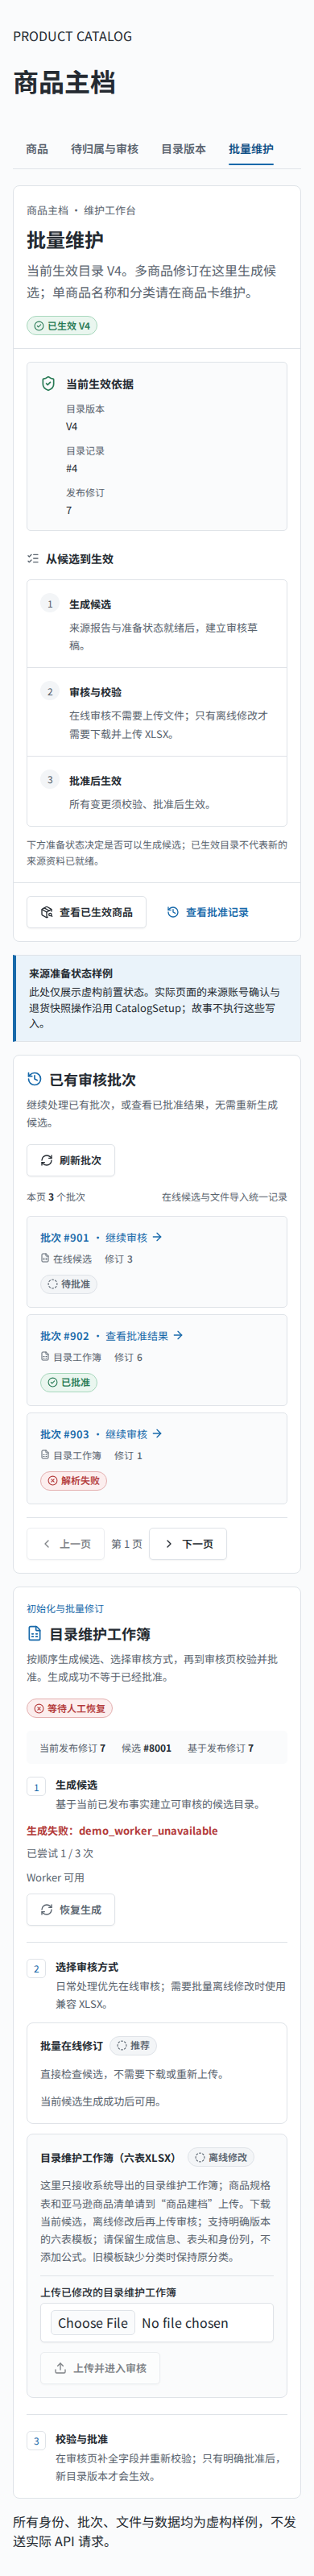 PRODUCT CATALOG
商品主档
商品 待归属与审核 目录版本 批量维护
商品主档 · 维护工作台
批量维护
当前生效目录 V4。多商品修订在这里生成候
选；单商品名称和分类请在商品卡维护。
已生效 V4
当前生效依据
目录版本
V4
目录记录
#4
发布修订
7
从候选到生效
1 生成候选
来源报告与准备状态就绪后，建立审核草
稿。
2 审核与校验
在线审核不需要上传文件；只有离线修改才
需要下载并上传 XLSX。
3 批准后生效
所有变更须校验、批准后生效。
下方准备状态决定是否可以生成候选；已生效目录不代表新的
来源资料已就绪。
查看已生效商品 查看批准记录
来源准备状态样例
此处仅展示虚构前置状态。实际页面的来源账号确认与
退货快照操作沿用 CatalogSetup；故事不执行这些写
入。
已有审核批次
继续处理已有批次，或查看已批准结果，无需重新生成
候选。
刷新批次
本页 3 个批次 在线候选与文件导入统一记录
批次 #901 · 继续审核
在线候选 修订 3
待批准
批次 #902 · 查看批准结果
目录工作簿 修订 6
已批准
批次 #903 · 继续审核
目录工作簿 修订 1
解析失败
上一页 第 1 页 下一页
初始化与批量修订
目录维护工作簿
按顺序生成候选、选择审核方式，再到审核页校验并批
准。生成成功不等于已经批准。
等待人工恢复
当前发布修订 7 候选 #8001 基于发布修订 7
1 生成候选
基于当前已发布事实建立可审核的候选目录。
生成失败：demo_worker_unavailable
已尝试 1 / 3 次
Worker 可用
恢复生成
2 选择审核方式
日常处理优先在线审核；需要批量离线修改时使用
兼容 XLSX。
批量在线修订 推荐
直接检查候选，不需要下载或重新上传。
当前候选生成成功后可用。
目录维护工作簿（六表XLSX） 离线修改
这里只接收系统导出的目录维护工作簿；商品规格
表和亚马逊商品清单请到“商品建档”上传。下载
当前候选，离线修改后再上传审核；支持明确版本
的六表模板；请保留生成信息、表头和身份列，不
添加公式。旧模板缺少分类时保持原分类。
上传已修改的目录维护工作簿
Choose File No file chosen
上传并进入审核
3 校验与批准
在审核页补全字段并重新校验；只有明确批准后，
新目录版本才会生效。
所有身份、批次、文件与数据均为虚构样例，不发
送实际 API 请求。